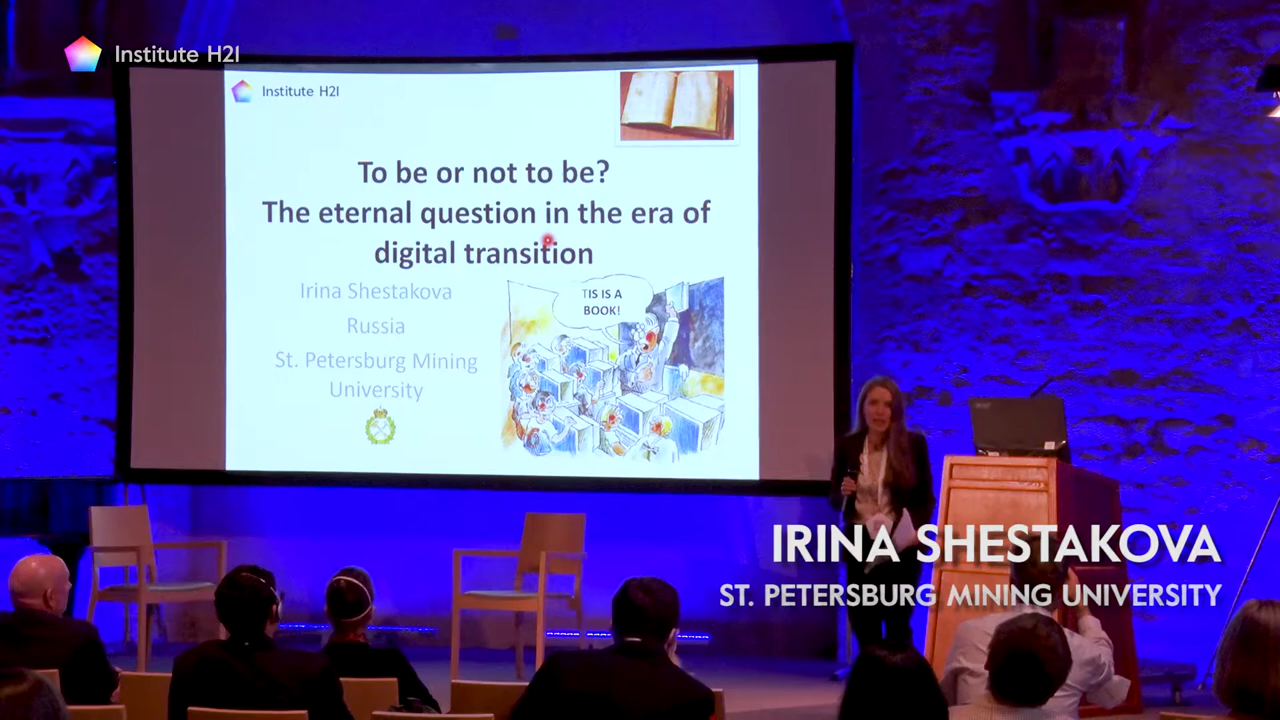 Institute H2I
Institute H2I
To be or not to be?
The eternal question in the era of
digital transition
Irina Shestakova
Russia
St. Petersburg Mining
University
TIS IS A
BOOK!
IRINA SHESTAKOVA
ST. PETERSBURG MINING UNIVERSITY